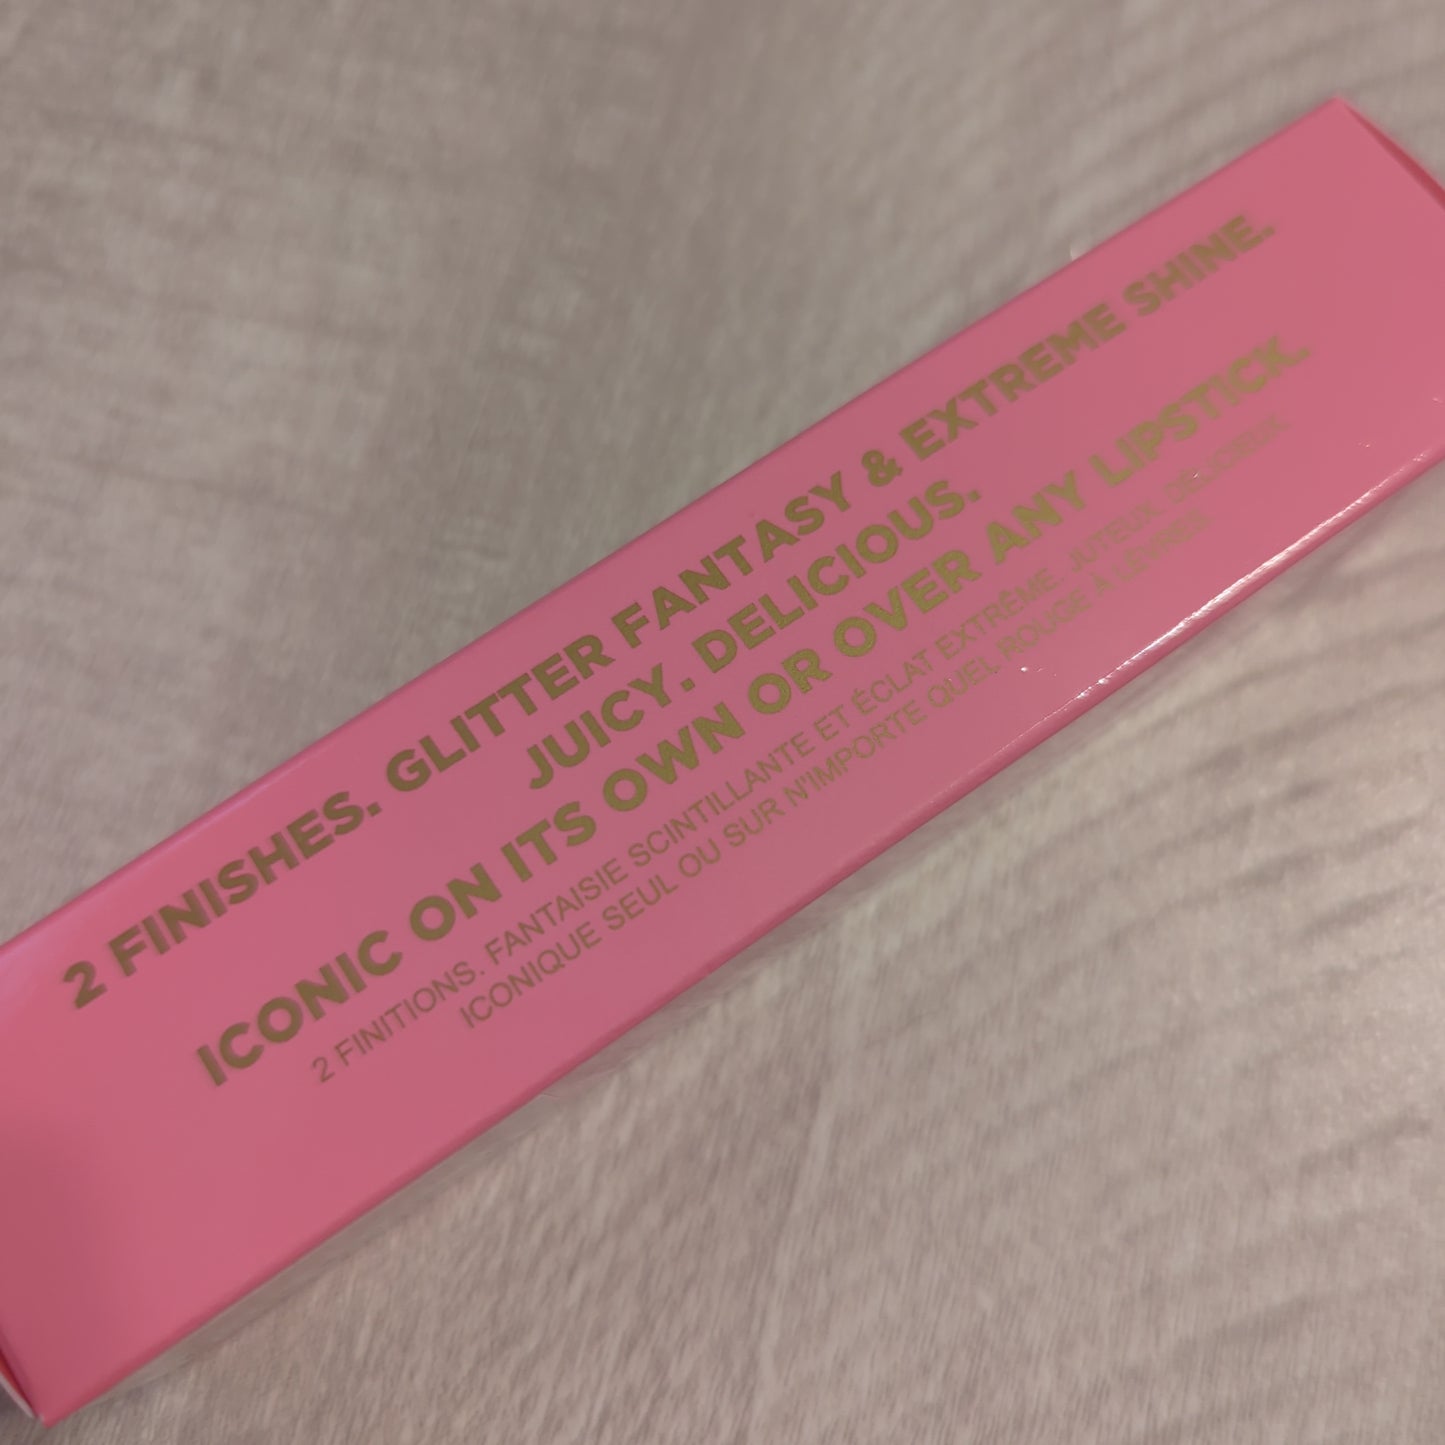 2 FINISHES. GLITTER FANTASY & EXTREME SHINE.
JUICY. DELICIOUS.
ICONIC ON ITS OWN OR OVER ANY LIPSTICK.
2 FINITIONS. FANTAISIE SCINTILLANTE ET ÉCLAT EXTRÊME. JUTEUX. DÉLICIEUX
ICONIQUE SEUL OU SUR N'IMPORTE QUEL ROUGE À LÈVRES